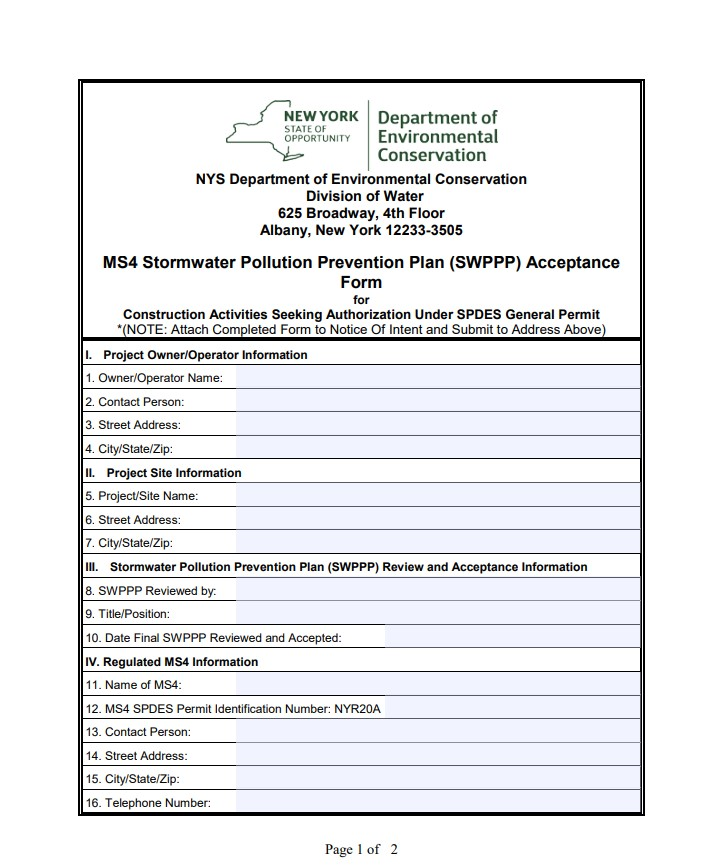 NEW YORK
STATE OF
OPPORTUNITY
Department of
Environmental
Conservation
NYS Department of Environmental Conservation
Division of Water
625 Broadway, 4th Floor
Albany, New York 12233-3505
MS4 Stormwater Pollution Prevention Plan (SWPPP) Acceptance
Form
for
Construction Activities Seeking Authorization Under SPDES General Permit
*(NOTE: Attach Completed Form to Notice Of Intent and Submit to Address Above)
I. Project Owner/Operator Information
1. Owner/Operator Name:
2. Contact Person:
3. Street Address:
4. City/State/Zip:
II. Project Site Information
5. Project/Site Name:
6. Street Address:
7. City/State/Zip:
III. Stormwater Pollution Prevention Plan (SWPPP) Review and Acceptance Information
8. SWPPP Reviewed by:
9. Title/Position:
10. Date Final SWPPP Reviewed and Accepted:
IV. Regulated MS4 Information
11. Name of MS4:
12. MS4 SPDES Permit Identification Number: NYR20A
13. Contact Person:
14. Street Address:
15. City/State/Zip:
16. Telephone Number:
Page 1 of 2